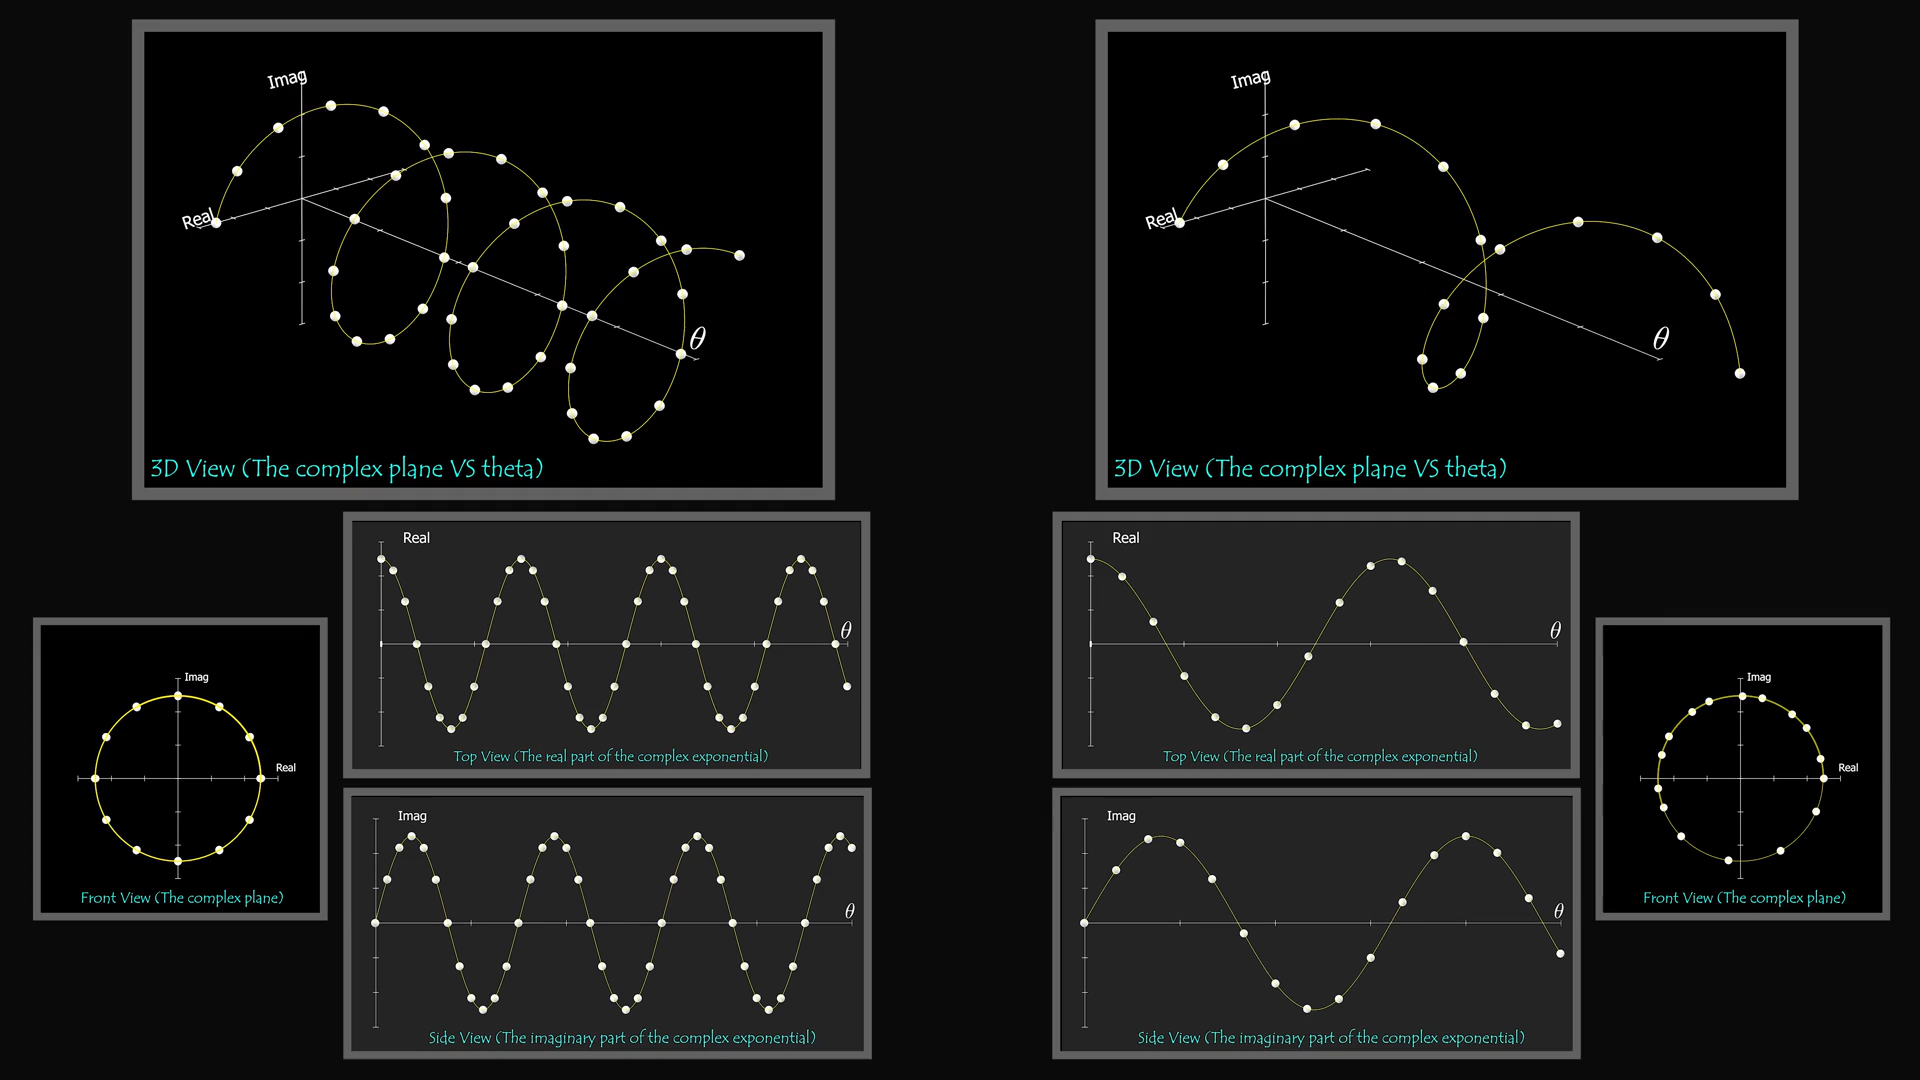 Imag
Real
θ
3D View (The complex plane VS theta)
Imag
Real
θ
3D View (The complex plane VS theta)
Real
θ
Top View (The real part of the complex exponential)
Real
θ
Top View (The real part of the complex exponential)
Imag
Real
Front View (The complex plane)
Imag
Real
Front View (The complex plane)
Imag
θ
Side View (The imaginary part of the complex exponential)
Imag
θ
Side View (The imaginary part of the complex exponential)